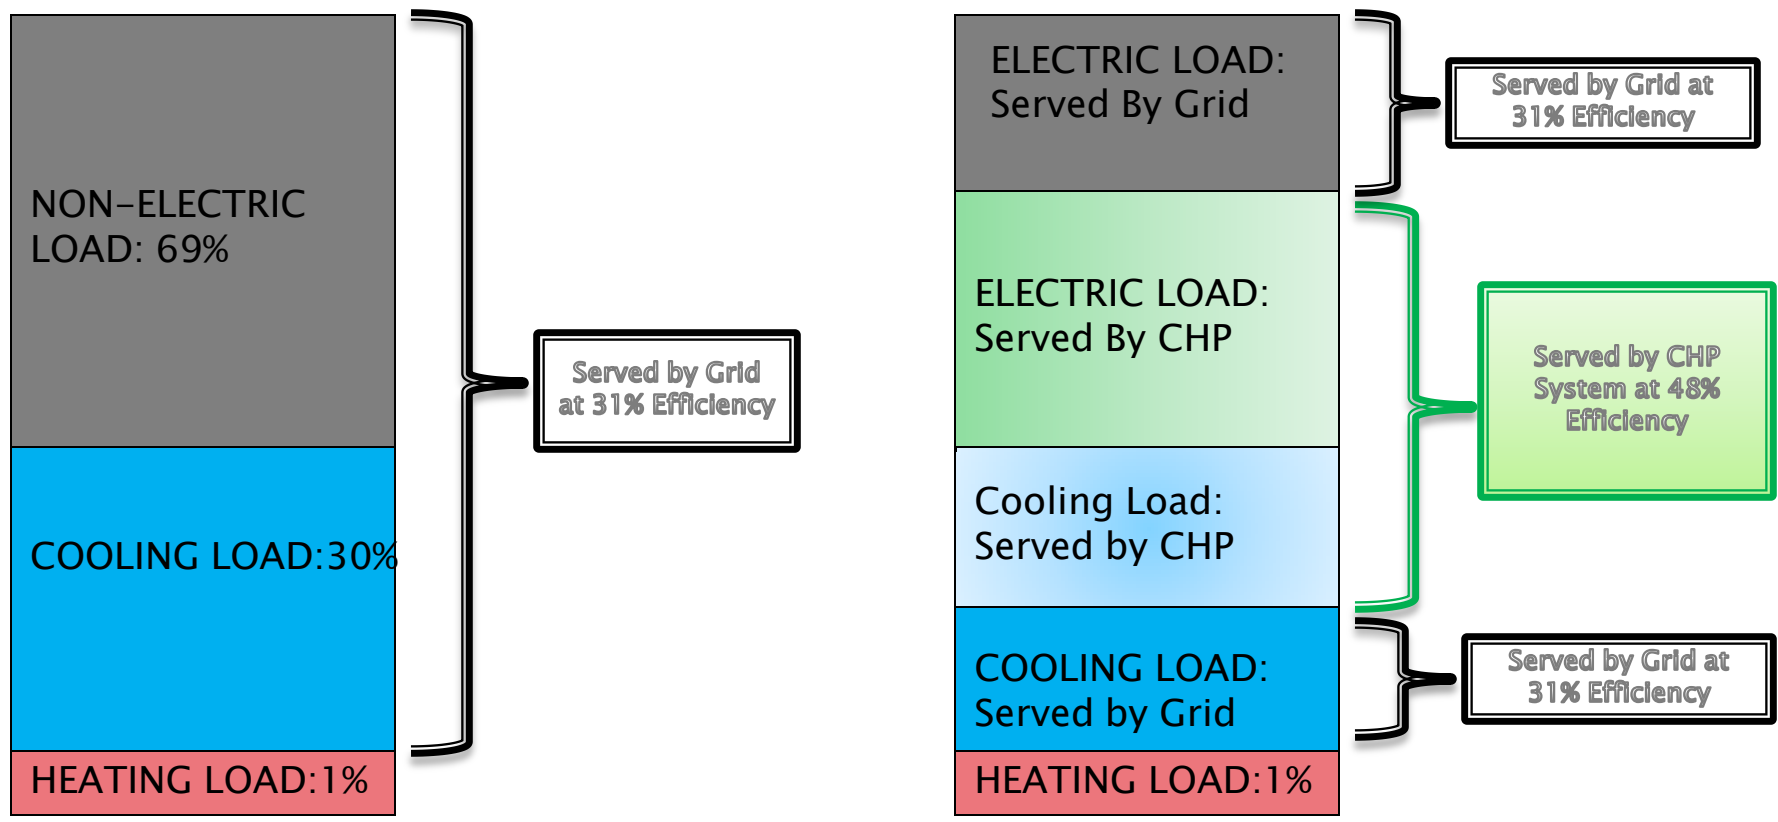 NON-ELECTRIC
LOAD: 69%
COOLING LOAD:30%
HEATING LOAD:1%
Served by Grid
at 31% Efficiency
ELECTRIC LOAD:
Served By Grid
ELECTRIC LOAD:
Served By CHP
Cooling Load:
Served by CHP
COOLING LOAD:
Served by Grid
HEATING LOAD:1%
Served by Grid at
31% Efficiency
Served by CHP
System at 48%
Efficiency
Served by Grid at
31% Efficiency